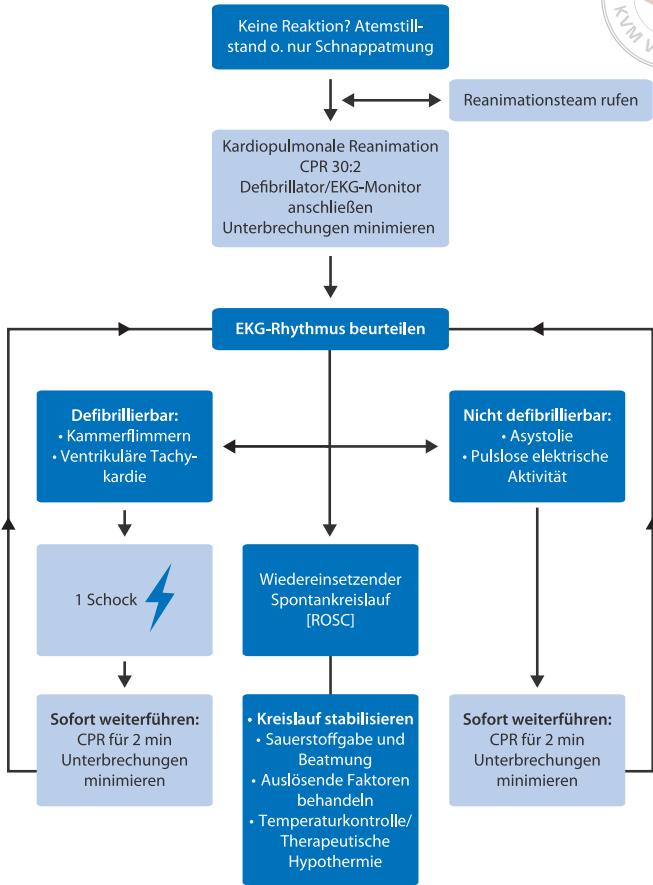 Keine Reaktion? Atemstill-
stand o. nur Schnappatmung
KVM V
Reanimationsteam rufen
Kardiopulmonale Reanimation
CPR 30:2
Defibrillator/EKG-Monitor
anschließen
Unterbrechungen minimieren
EKG-Rhythmus beurteilen
Defibrillierbar:
• Kammerflimmern
• Ventrikuläre Tachy-
kardie
Nicht defibrillierbar:
• Asystolie
• Pulslose elektrische
Aktivität
1 Schock
Wiedereinsetzender
Spontankreislauf
[ROSC]
Sofort weiterführen:
CPR für 2 min
Unterbrechungen
minimieren
• Kreislauf stabilisieren
• Sauerstoffgabe und
Beatmung
• Auslösende Faktoren
behandeln
• Temperaturkontrolle/
Therapeutische
Hypothermie
Sofort weiterführen:
CPR für 2 min
Unterbrechungen
minimieren